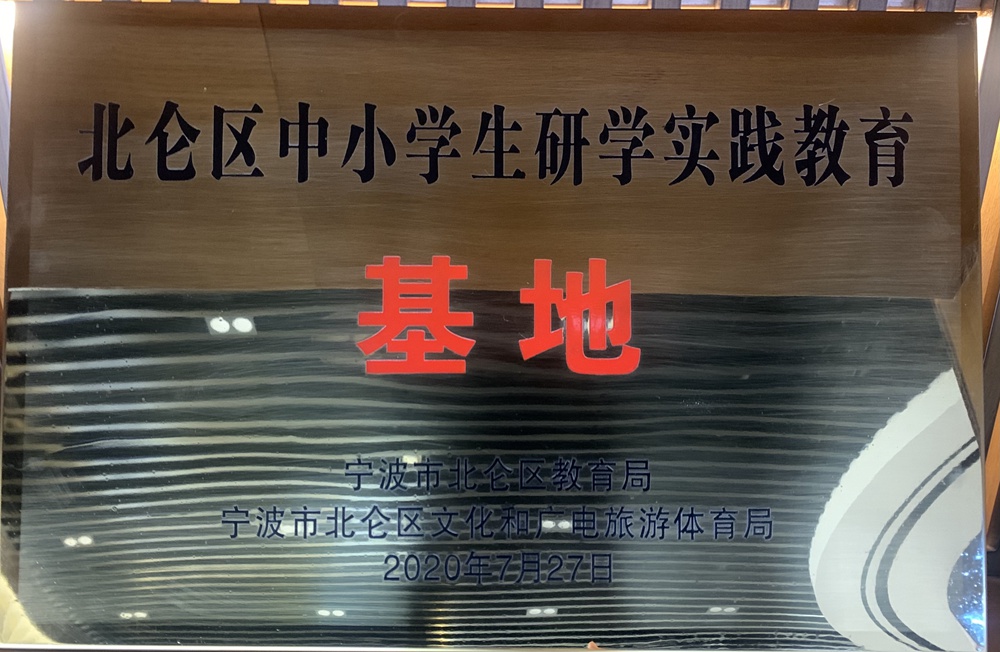 北仑区中小学生研学实践教育
基地
宁波市北仑区教育局
宁波市北仑区文化和广电旅游体育局
2020年7月27日